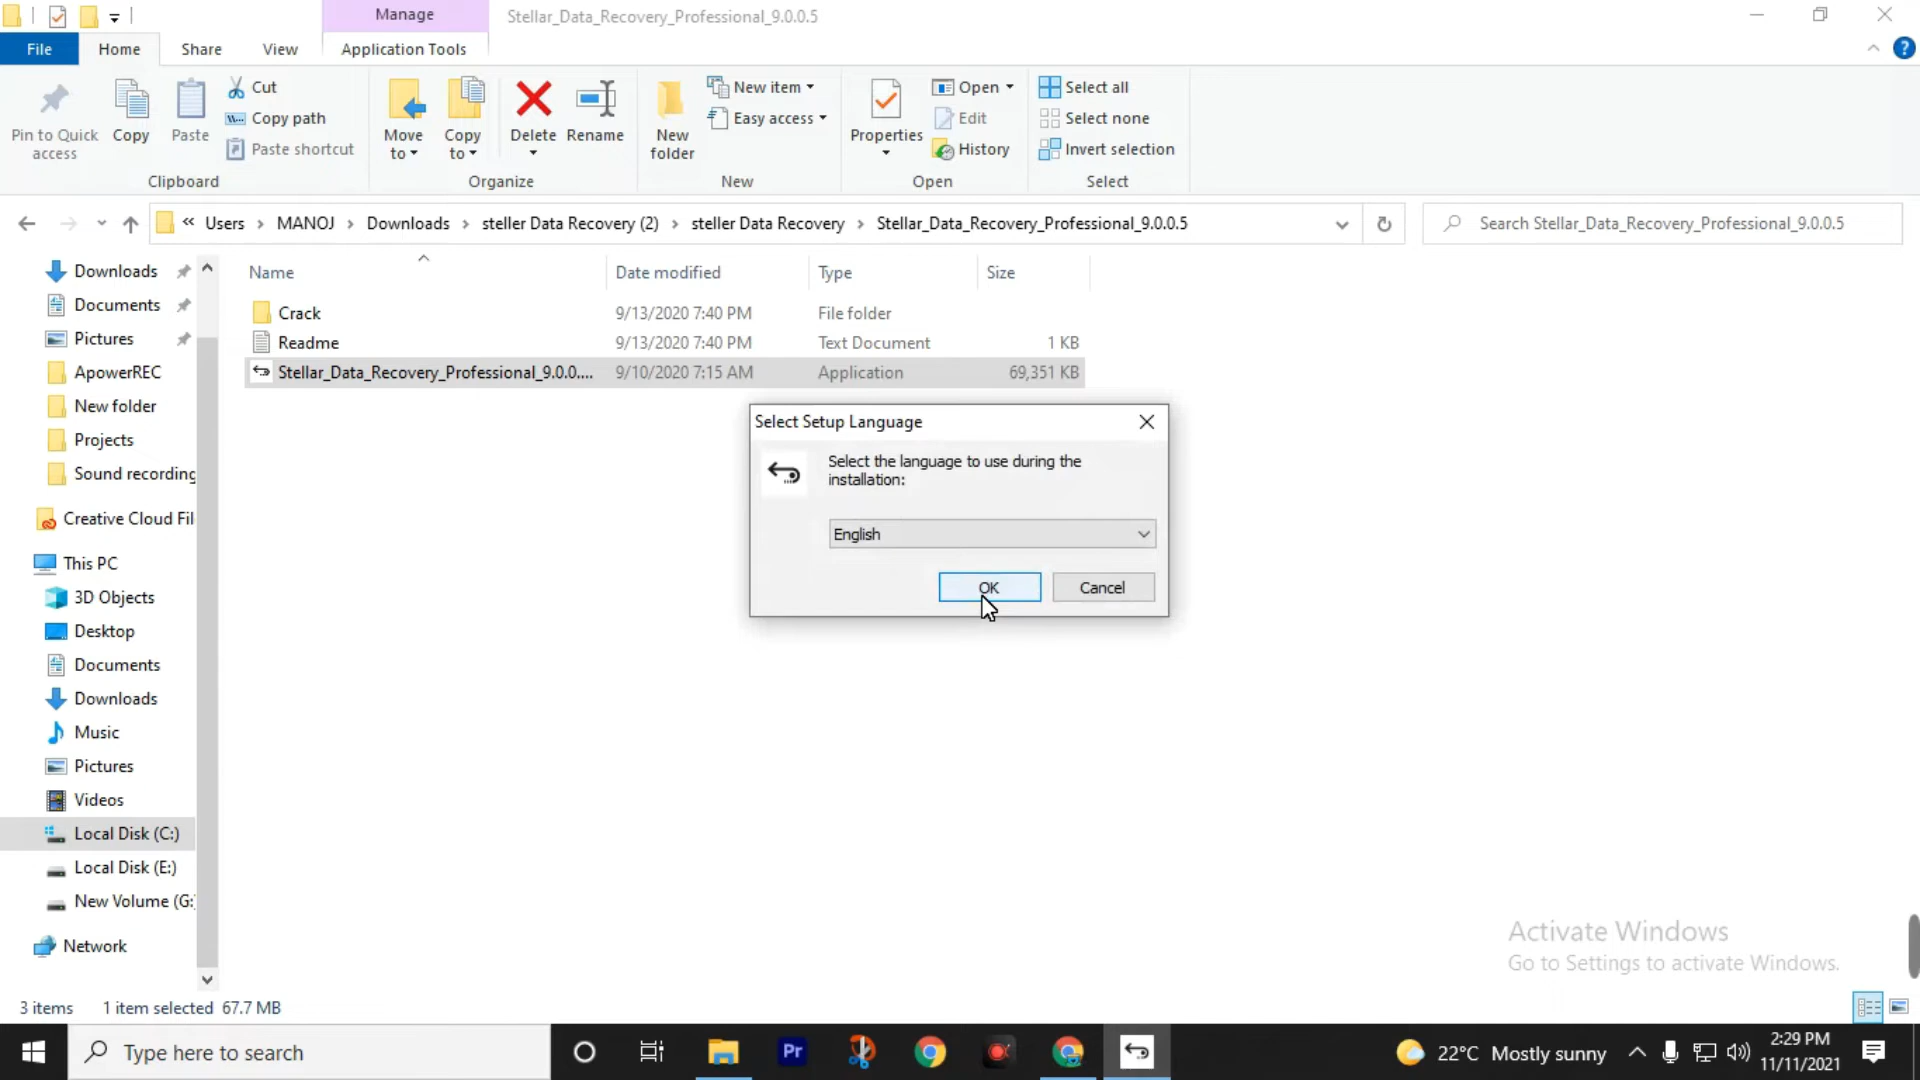 Manage
Stellar_Data_Recovery_Professional_9.0.0.5
File
Home
Share
View
Application Tools
Pin to Quick
access
Copy
Paste
Cut
Copy path
Paste shortcut
Clipboard
Move
to
Copy
to
Delete
Rename
Organize
New
folder
New item
Easy access
New
Properties
Open
Edit
History
Open
Select all
Select none
Invert selection
Select
« Users > MANOJ > Downloads > steller Data Recovery (2) > steller Data Recovery > Stellar_Data_Recovery_Professional_9.0.0.5
Search Stellar_Data_Recovery_Professional_9.0.0.5
Downloads
Documents
Pictures
ApowerREC
New folder
Projects
Sound recording
Creative Cloud Fil
This PC
3D Objects
Desktop
Documents
Downloads
Music
Pictures
Videos
Local Disk (C:)
Local Disk (E:)
New Volume (G:
Network
Name Date modified Type Size
Crack 9/13/2020 7:40 PM File folder
Readme 9/13/2020 7:40 PM Text Document 1 KB
Stellar_Data_Recovery_Professional_9.0.0.... 9/10/2020 7:15 AM Application 69,351 KB
Select Setup Language
Select the language to use during the
installation:
English
OK
Cancel
Activate Windows
Go to Settings to activate Windows.
3 items 1 item selected 67.7 MB
Type here to search
Pr
22°C Mostly sunny
2:29 PM
11/11/2021